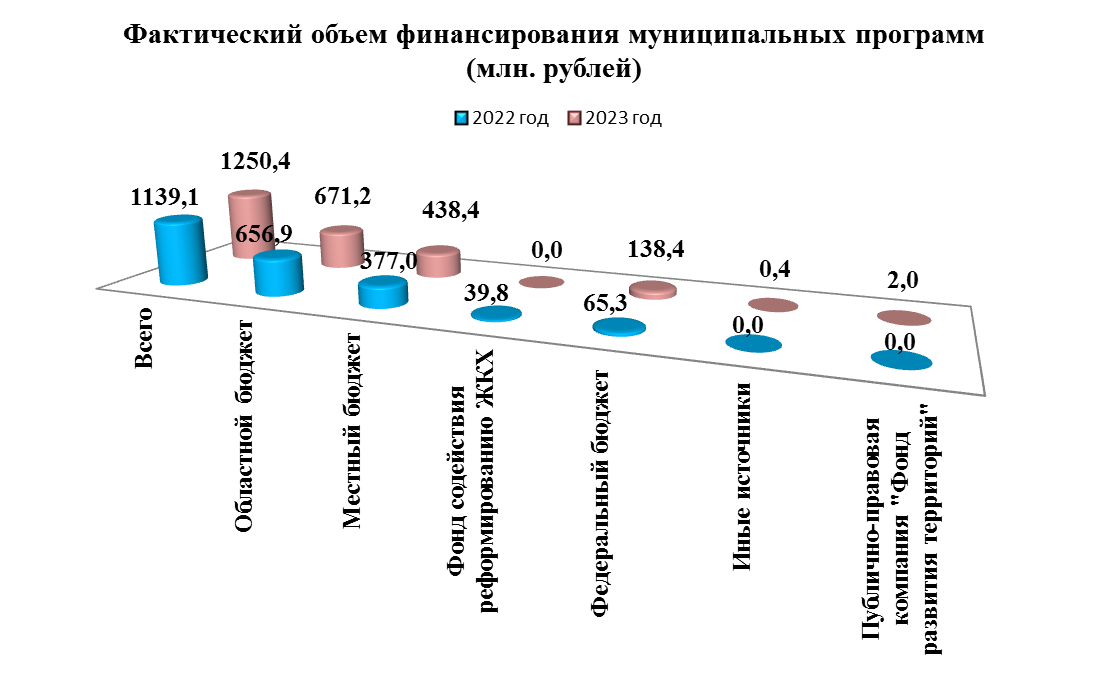 Фактический объем финансирования муниципальных программ
(млн. рублей)
2022 год
2023 год
1250,4
1139,1
671,2
438,4
656,9
377,0
0,0
138,4
0,4
2,0
39,8
65,3
0,0
0,0
Всего
Областной бюджет
Местный бюджет
Фонд содействия
реформированию ЖКХ
Федеральный бюджет
Иные источники
Публично-правовая
компания "Фонд
развития территорий"